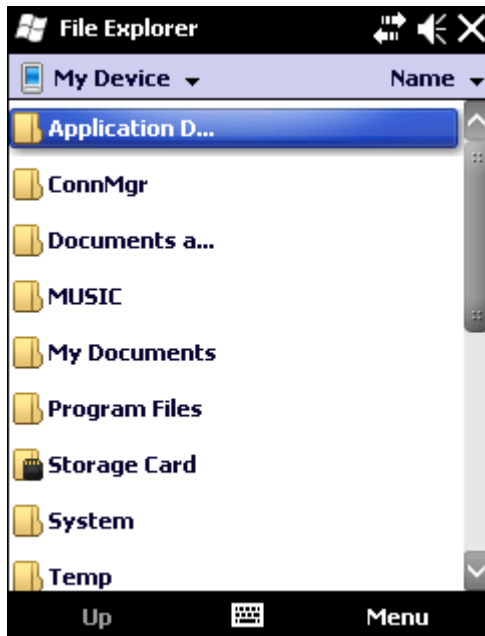 File Explorer
My Device Name
Application D...
ConnMgr
Documents a...
MUSIC
My Documents
Program Files
Storage Card
System
Temp
Up Menu